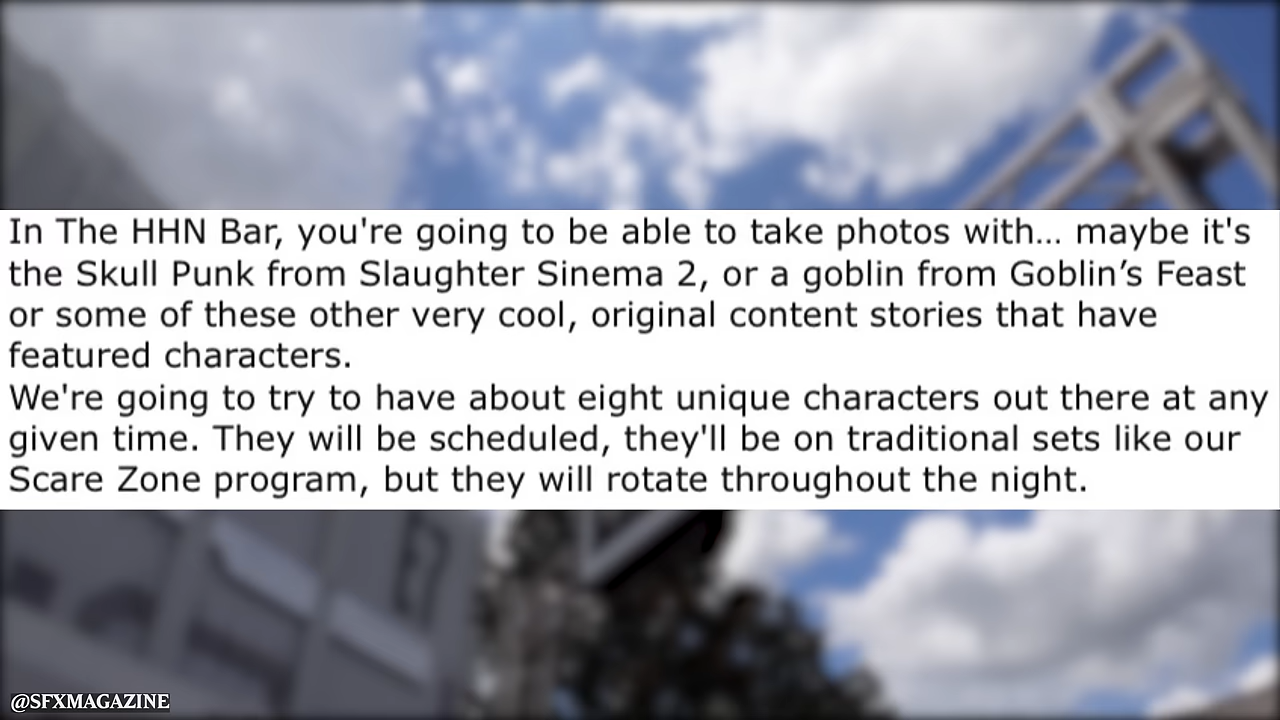 In The HHN Bar, you're going to be able to take photos with... maybe it's
the Skull Punk from Slaughter Sinema 2, or a goblin from Goblin’s Feast
or some of these other very cool, original content stories that have
featured characters.
We're going to try to have about eight unique characters out there at any
given time. They will be scheduled, they'll be on traditional sets like our
Scare Zone program, but they will rotate throughout the night.
@SFXMAGAZINE